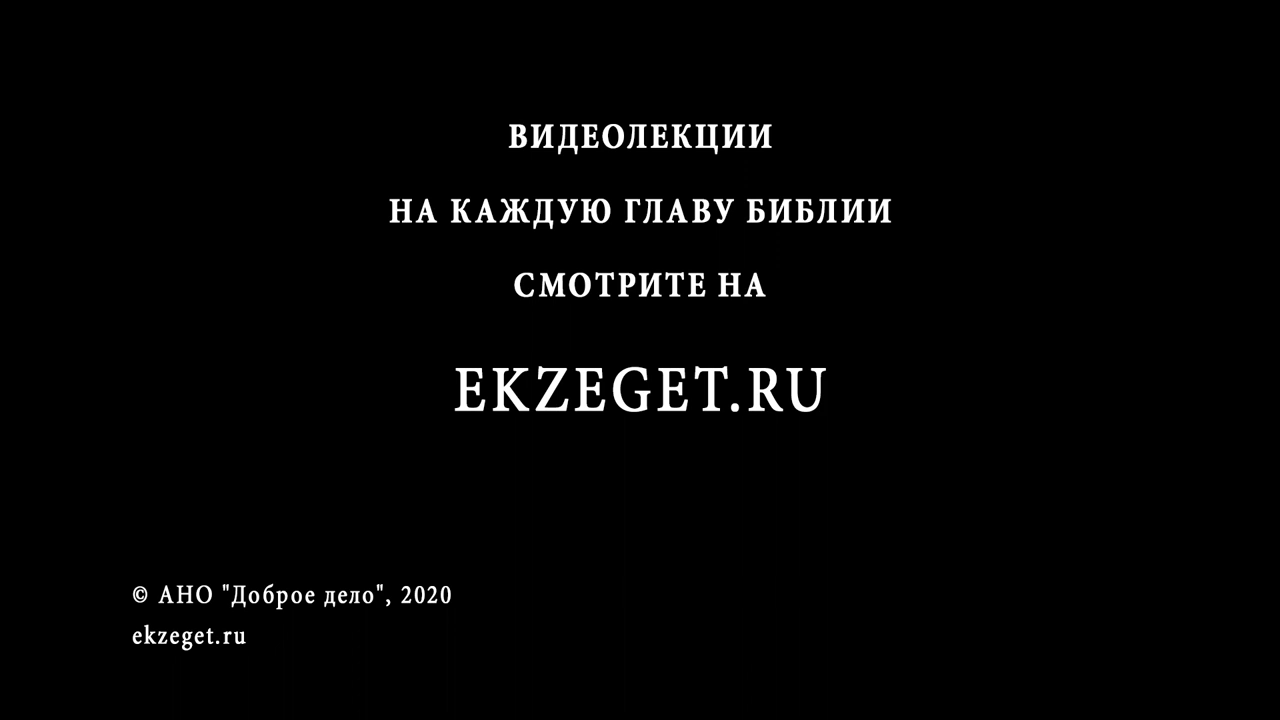 ВИДЕОЛЕКЦИИ
НА КАЖДУЮ ГЛАВУ БИБЛИИ
СМОТРИТЕ НА
EKZEGET.RU
© АНО "Доброе дело", 2020
ekzeget.ru